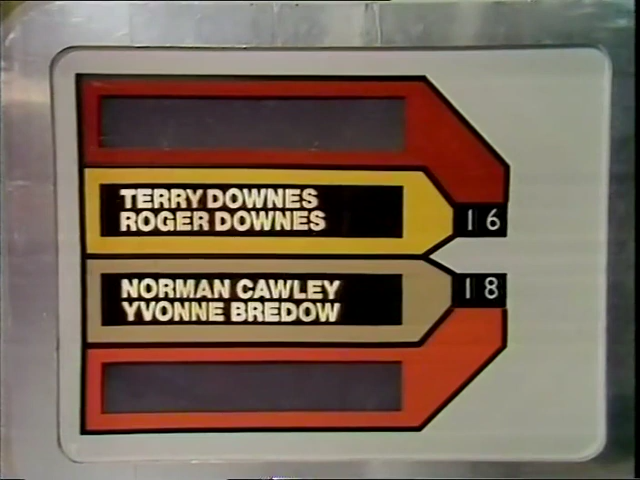 TERRY DOWNES
ROGER DOWNES
16
NORMAN CAWLEY
YVONNE BREDOW
18